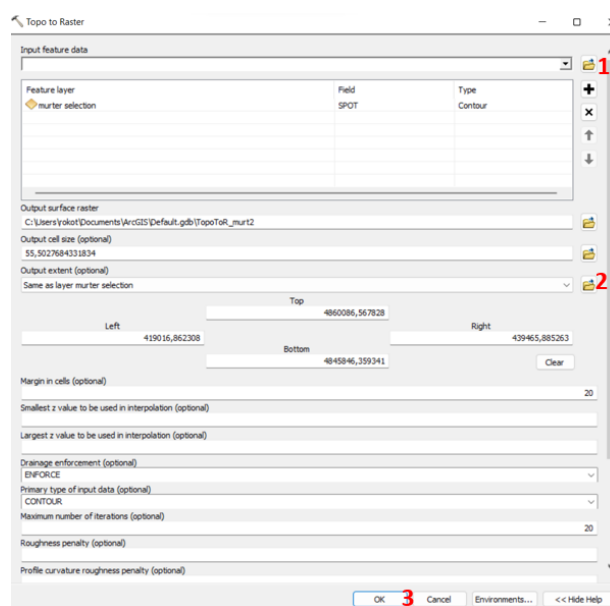 Topo to Raster
Input feature data
1
Feature layer Field Type
murter selection SPOT Contour
Output surface raster
C:\Users\rokot\Documents\ArcGIS\Default.gdb\TopoToR_murt2
Output cell size (optional)
55,5027684331834
Output extent (optional)
Same as layer murter selection
2
Top
4860086,567828
Left Right
419016,862308 439465,885263
Bottom
4845846,359341
Clear
Margin in cells (optional)
20
Smallest z value to be used in interpolation (optional)
Largest z value to be used in interpolation (optional)
Drainage enforcement (optional)
ENFORCE
Primary type of input data (optional)
CONTOUR
Maximum number of iterations (optional)
20
Roughness penalty (optional)
Profile curvature roughness penalty (optional)
OK 3 Cancel Environments... << Hide Help